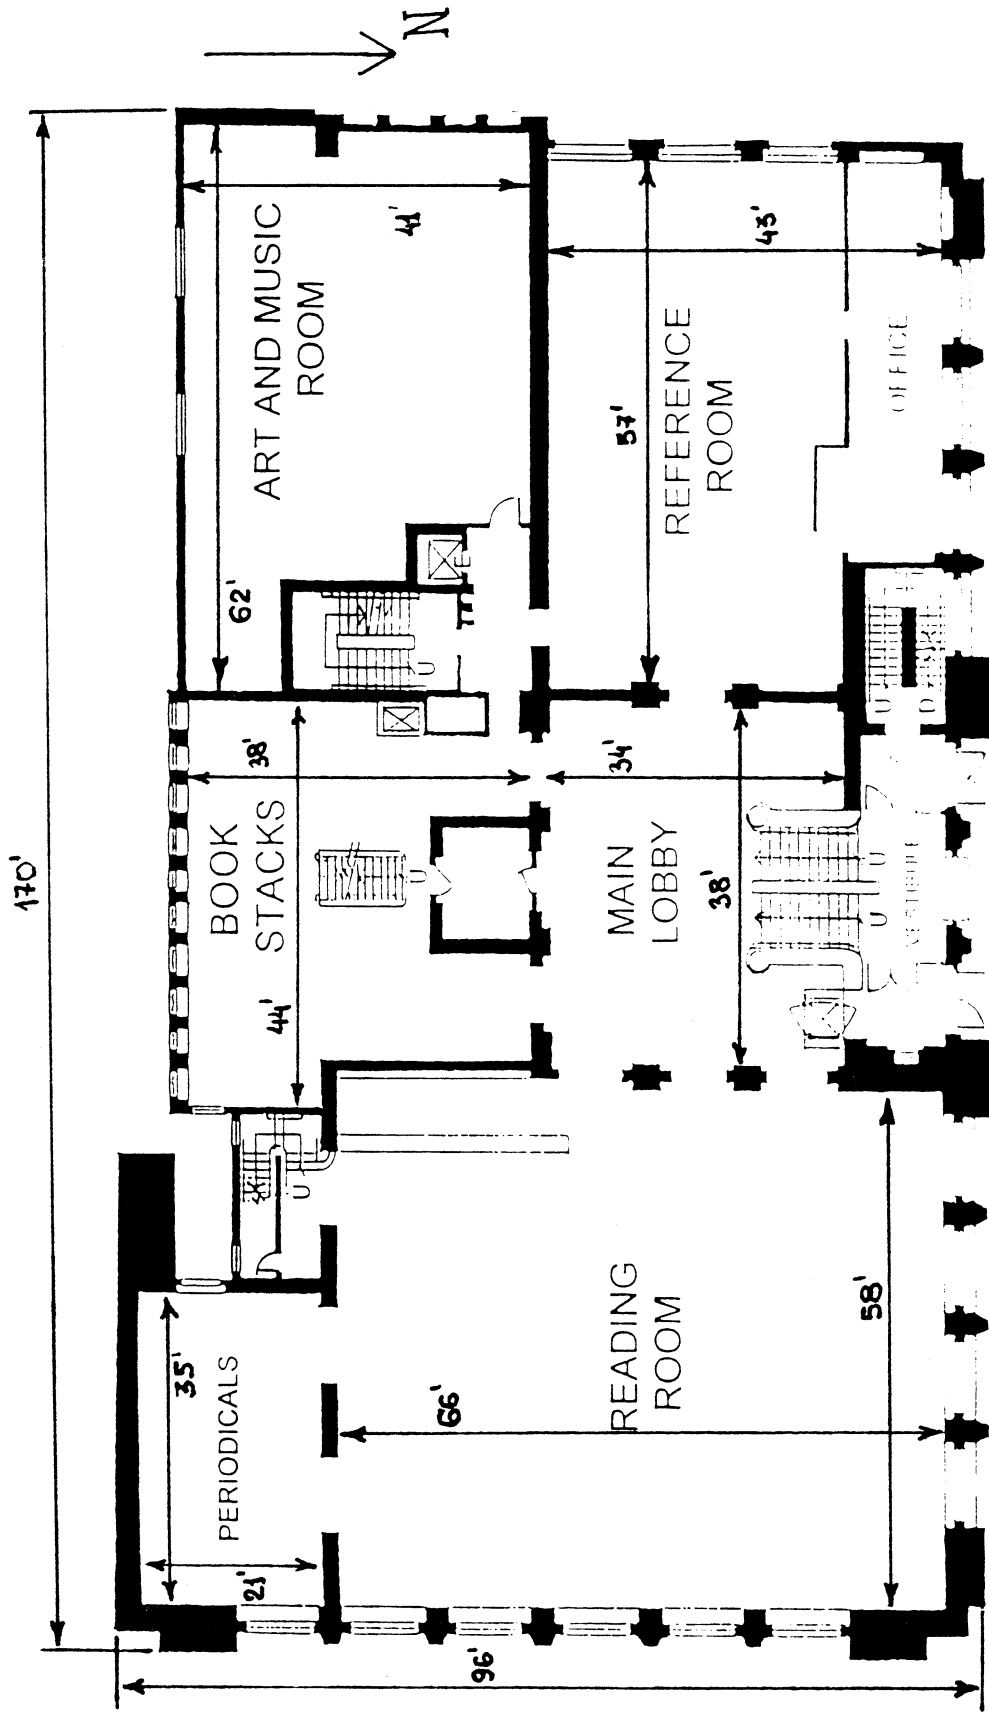 N
170'
ART AND MUSIC
ROOM
41'
62'
REFERENCE
ROOM
43'
57'
OFFICE
BOOK
STACKS
38'
44'
MAIN
LOBBY
34'
38'
VESTIBULE
E
U
U
D
U
U
U
U
PERIODICALS
35'
21'
READING
ROOM
66'
58'
96'